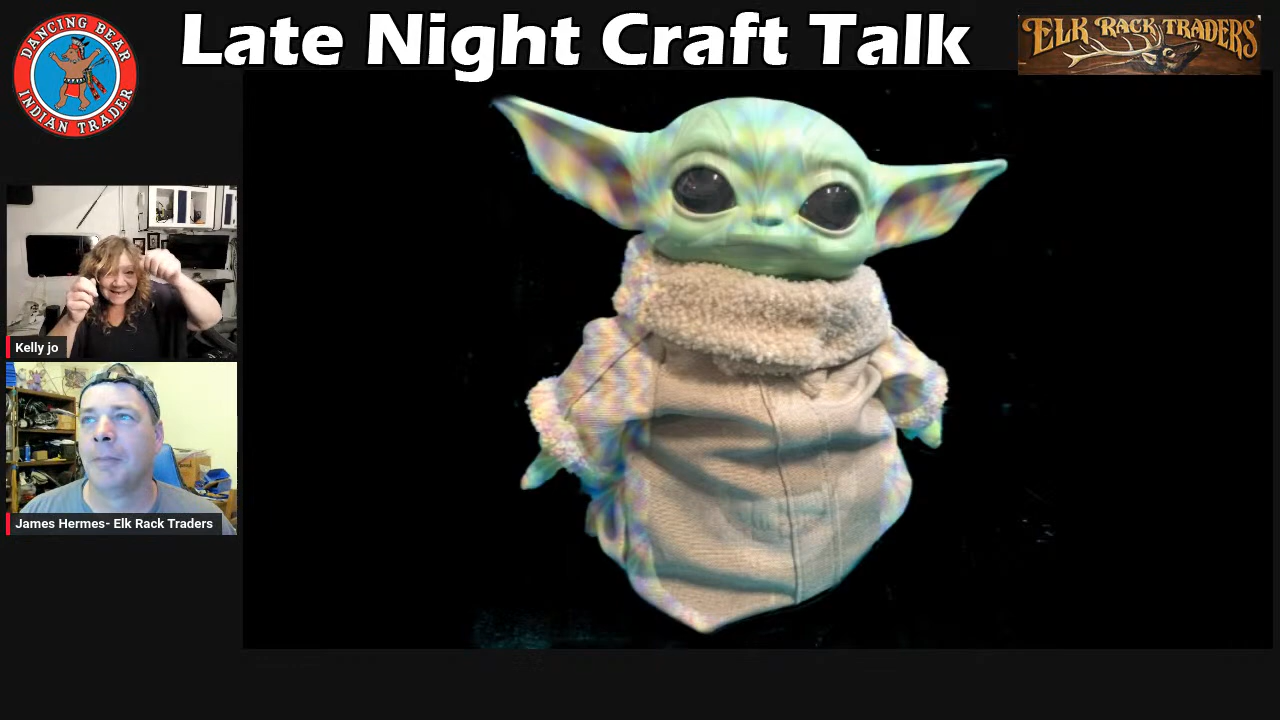 DANCING BEAR
INDIAN TRADER
Late Night Craft Talk
ELK RACK TRADERS
Kelly jo
James Hermes- Elk Rack Traders